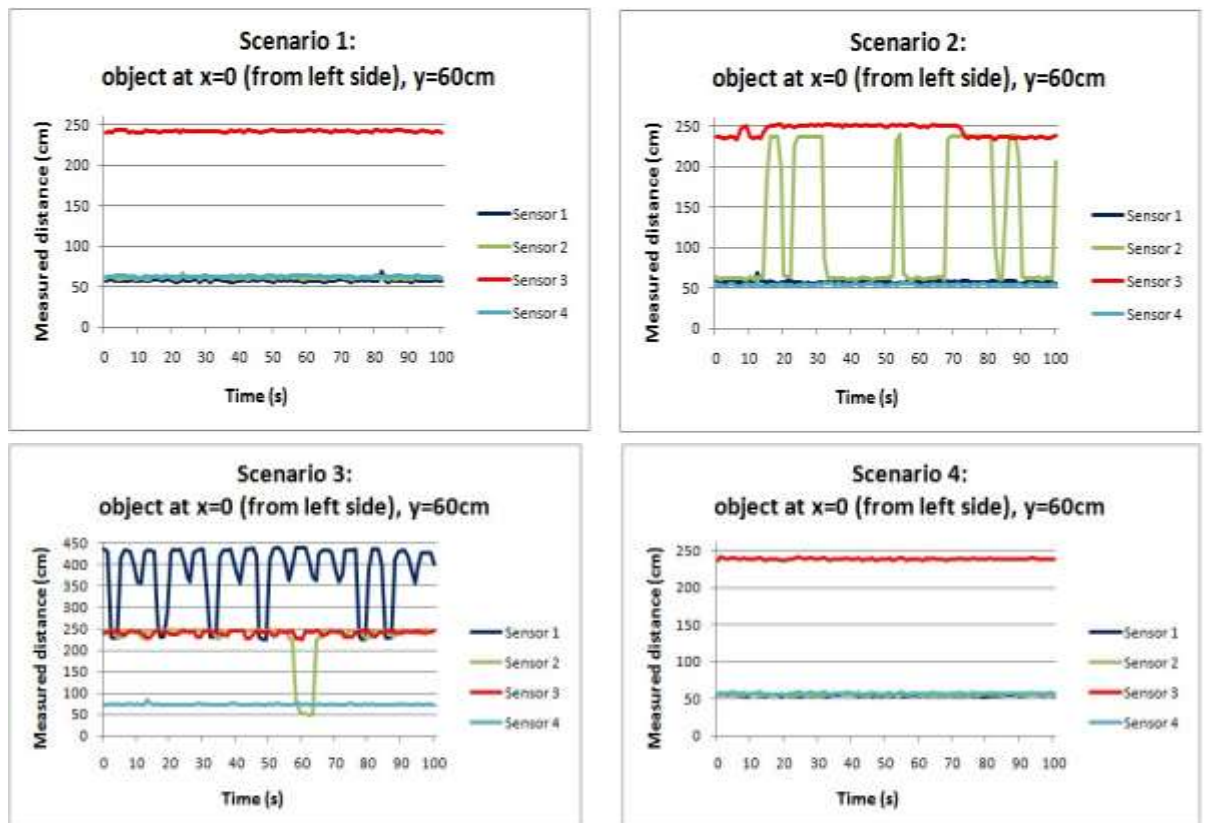 Scenario 1:
object at x=0 (from left side), y=60cm
Measured distance (cm)
250
200
150
100
50
0
0 10 20 30 40 50 60 70 80 90 100
Time (s)
Sensor 1
Sensor 2
Sensor 3
Sensor 4
Scenario 2:
object at x=0 (from left side), y=60cm
Measured distance (cm)
250
200
150
100
50
0
0 10 20 30 40 50 60 70 80 90 100
Time (s)
Sensor 1
Sensor 2
Sensor 3
Sensor 4
Scenario 3:
object at x=0 (from left side), y=60cm
Measured distance (cm)
450
400
350
300
250
200
150
100
50
0
0 10 20 30 40 50 60 70 80 90 100
Time (s)
Sensor 1
Sensor 2
Sensor 3
Sensor 4
Scenario 4:
object at x=0 (from left side), y=60cm
Measured distance (cm)
250
200
150
100
50
0
0 10 20 30 40 50 60 70 80 90 100
Time (s)
Sensor 1
Sensor 2
Sensor 3
Sensor 4